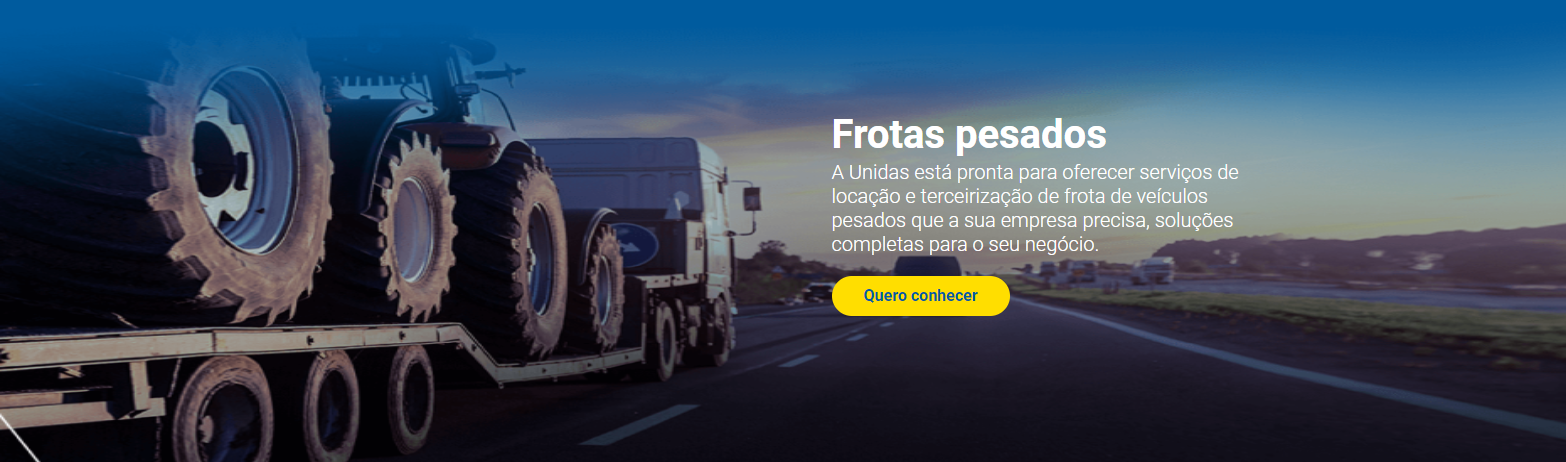 Frotas pesados
A Unidas está pronta para oferecer serviços de
locação e terceirização de frota de veículos
pesados que a sua empresa precisa, soluções
completas para o seu negócio.
Quero conhecer